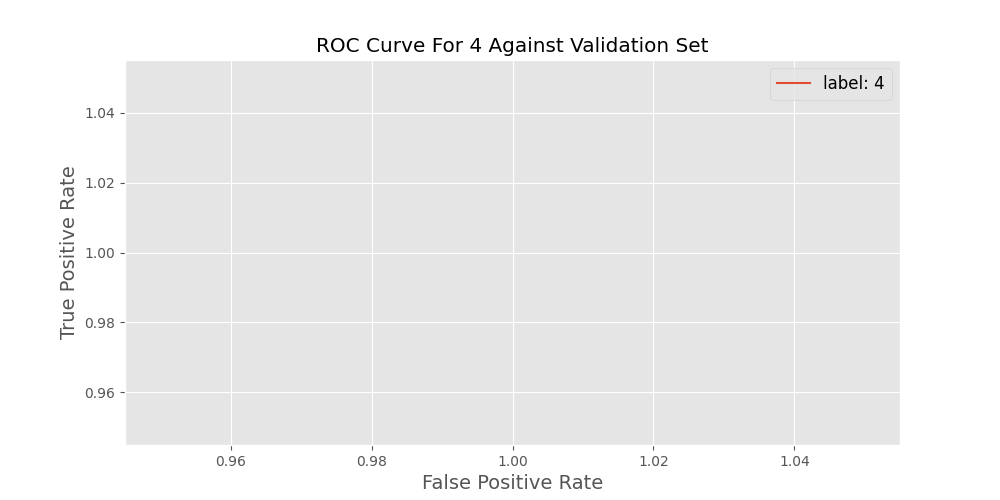 ROC Curve For 4 Against Validation Set
label: 4
1.04
1.02
1.00
0.98
0.96
True Positive Rate
0.96 0.98 1.00 1.02 1.04
False Positive Rate